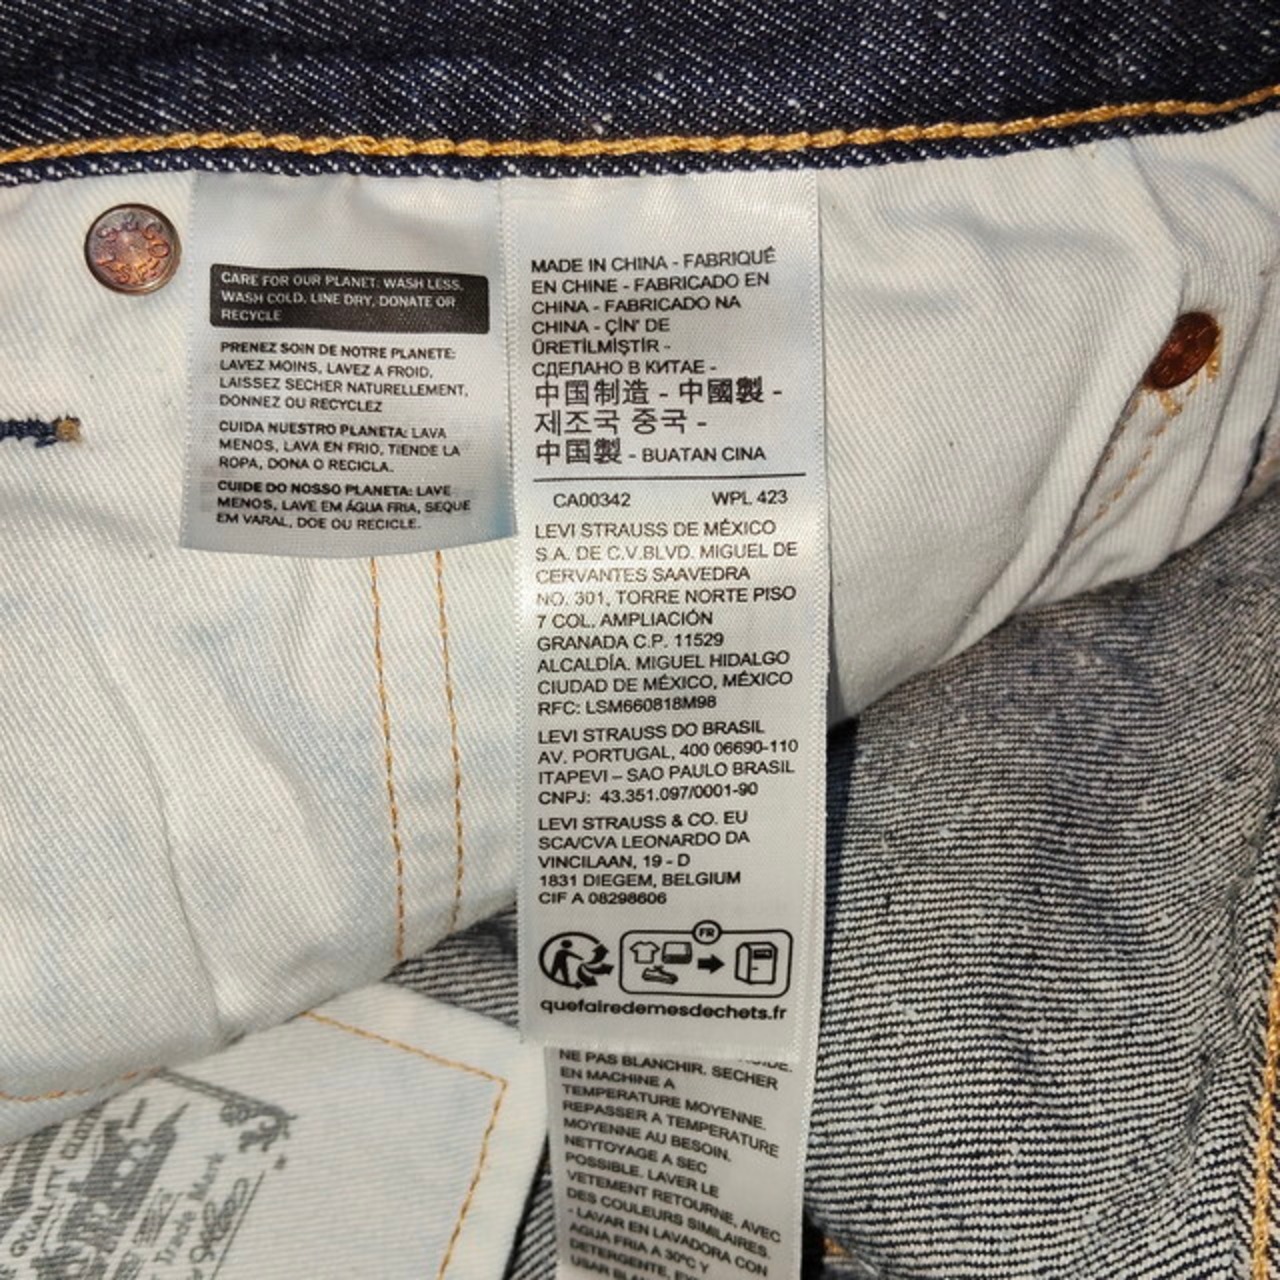 CARE FOR OUR PLANET: WASH LESS,
WASH COLD, LINE DRY, DONATE OR
RECYCLE
PRENEZ SOIN DE NOTRE PLANETE:
LAVEZ MOINS, LAVEZ A FROID,
LAISSEZ SECHER NATURELLEMENT,
DONNEZ OU RECYCLEZ
CUIDA NUESTRO PLANETA: LAVA
MENOS, LAVA EN FRIO, TIENDE LA
ROPA, DONA O RECICLA.
CUIDE DO NOSSO PLANETA: LAVE
MENOS, LAVE EM ÁGUA FRIA, SEQUE
EM VARAL, DOE OU RECICLE.
MADE IN CHINA - FABRIQUÉ
EN CHINE - FABRICADO EN
CHINA - FABRICADO NA
CHINA - ÇİN' DE
ÜRETİLMİŞTİR -
СДЕЛАНО В КИТАЕ -
中国制造 - 中國製 -
제조국 중국 -
中国製 - BUATAN CINA
CA00342 WPL 423
LEVI STRAUSS DE MÉXICO
S.A. DE C.V.BLVD. MIGUEL DE
CERVANTES SAAVEDRA
NO. 301, TORRE NORTE PISO
7 COL. AMPLIACIÓN
GRANADA C.P. 11529
ALCALDÍA. MIGUEL HIDALGO
CIUDAD DE MÉXICO, MÉXICO
RFC: LSM660818M98
LEVI STRAUSS DO BRASIL
AV. PORTUGAL, 400 06690-110
ITAPEVI – SAO PAULO BRASIL
CNPJ: 43.351.097/0001-90
LEVI STRAUSS & CO. EU
SCA/CVA LEONARDO DA
VINCILAAN, 19 - D
1831 DIEGEM, BELGIUM
CIF A 08298606
FR
quefairedemesdechets.fr
NE PAS BLANCHIR. SECHER
EN MACHINE A
TEMPERATURE MOYENNE.
REPASSER A TEMPERATURE
MOYENNE AU BESOIN.
NETTOYAGE A SEC
POSSIBLE. LAVER LE
VETEMENT RETOURNE, AVEC
DES COULEURS SIMILAIRES.
- LAVAR EN LAVADORA CON
AGUA FRIA A 30ºC Y
DETERGENTE,
USAR
QUALITY
Trade Mark